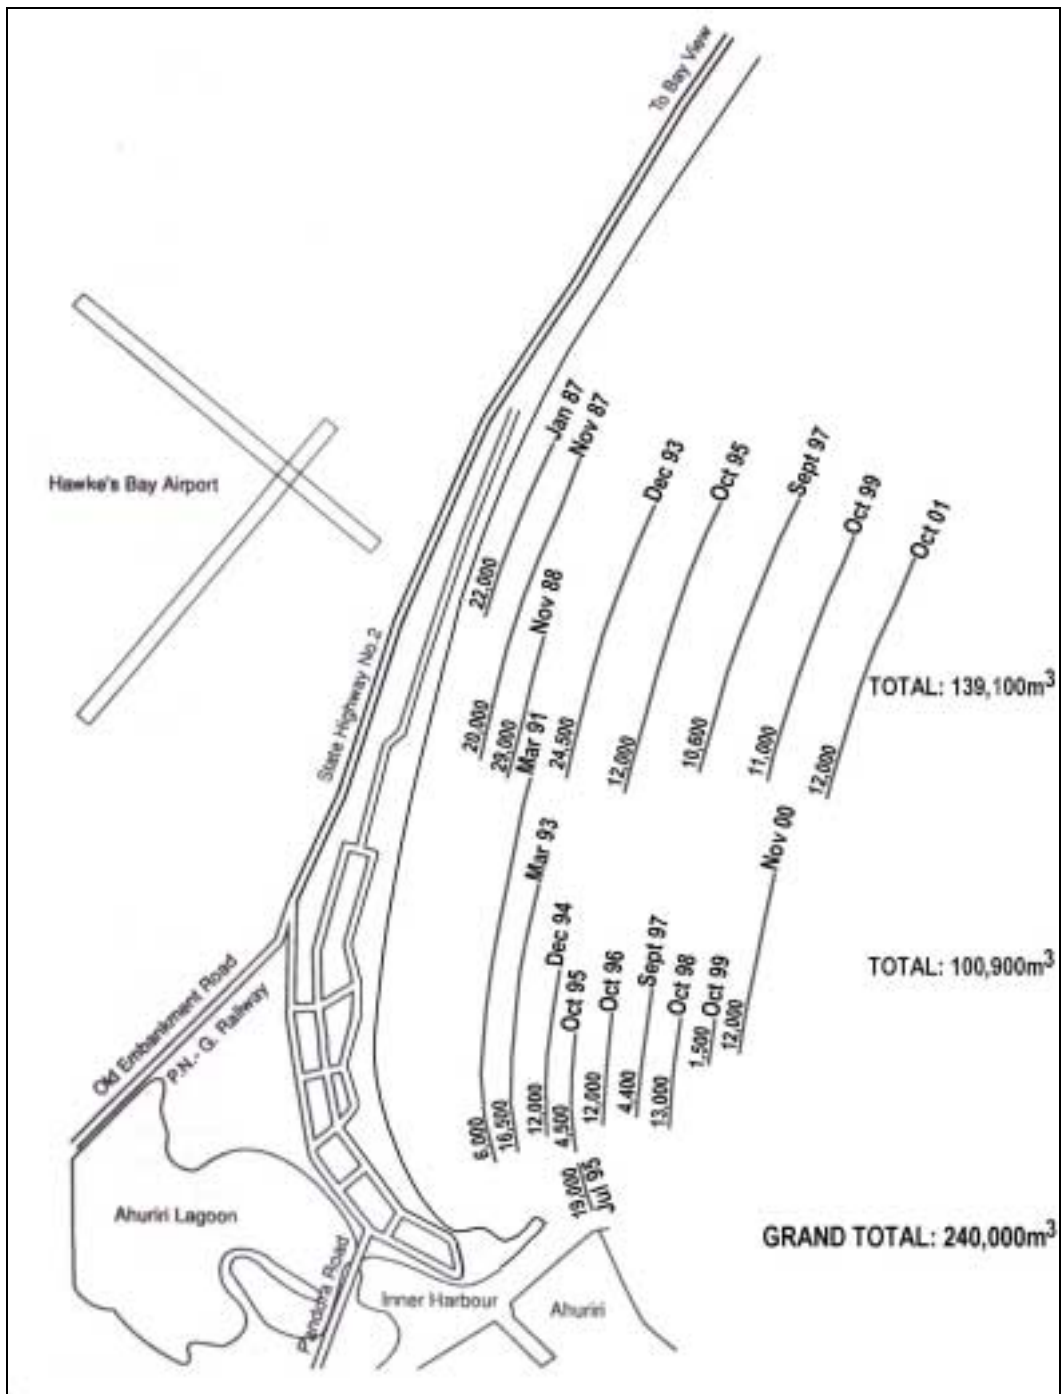 To Bay View
Hawke's Bay Airport
State Highway No.2
Old Embankment Road
P.N.- G. Railway
Ahuriri Lagoon
Pandora Road
Inner Harbour
Ahuriri
Jan 87
22,000
Nov 87
20,000
Nov 88
29,000
Dec 93
24,500
Oct 95
12,000
Sept 97
10,600
Oct 99
11,000
Oct 01
12,000
TOTAL: 139,100m³
Mar 91
6,000
Mar 93
16,500
Dec 94
12,000
Oct 95
4,500
Oct 96
12,000
Sept 97
4,400
Oct 98
13,000
Oct 99
1,500
Nov 00
12,000
TOTAL: 100,900m³
19,000
Jul 95
GRAND TOTAL: 240,000m³